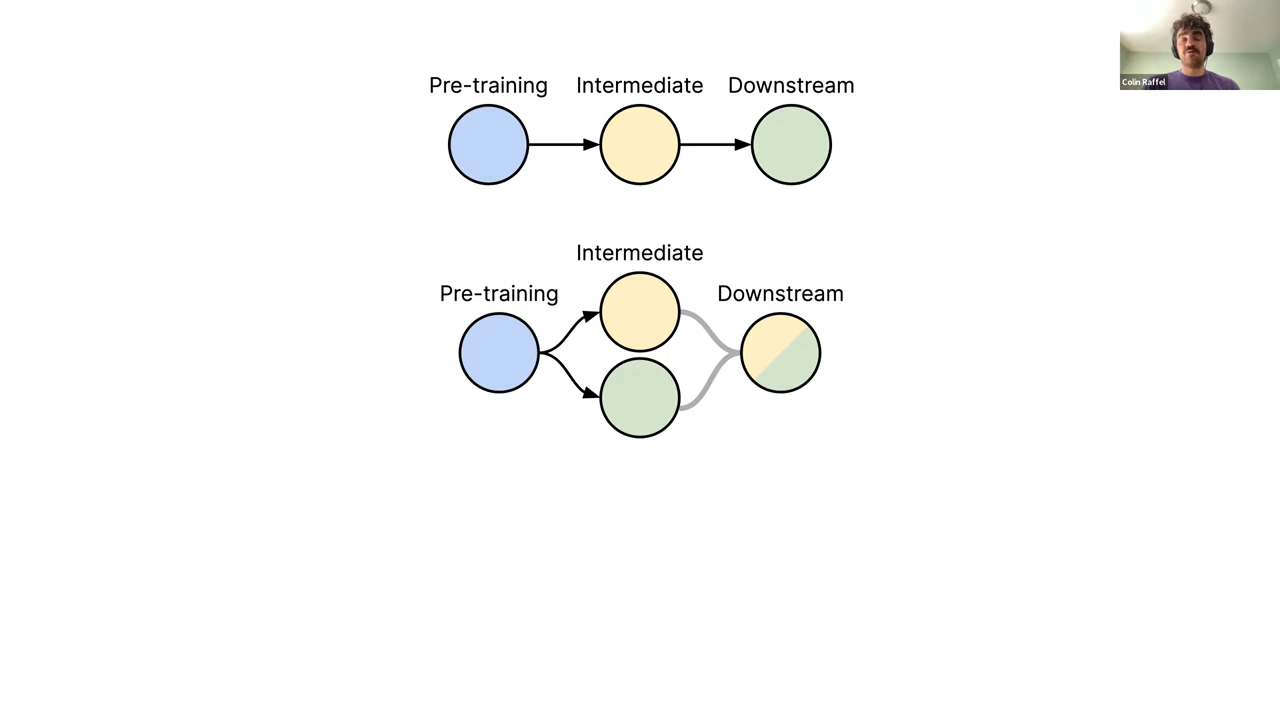 Colin Raffel
Pre-training Intermediate Downstream
Intermediate
Pre-training Downstream